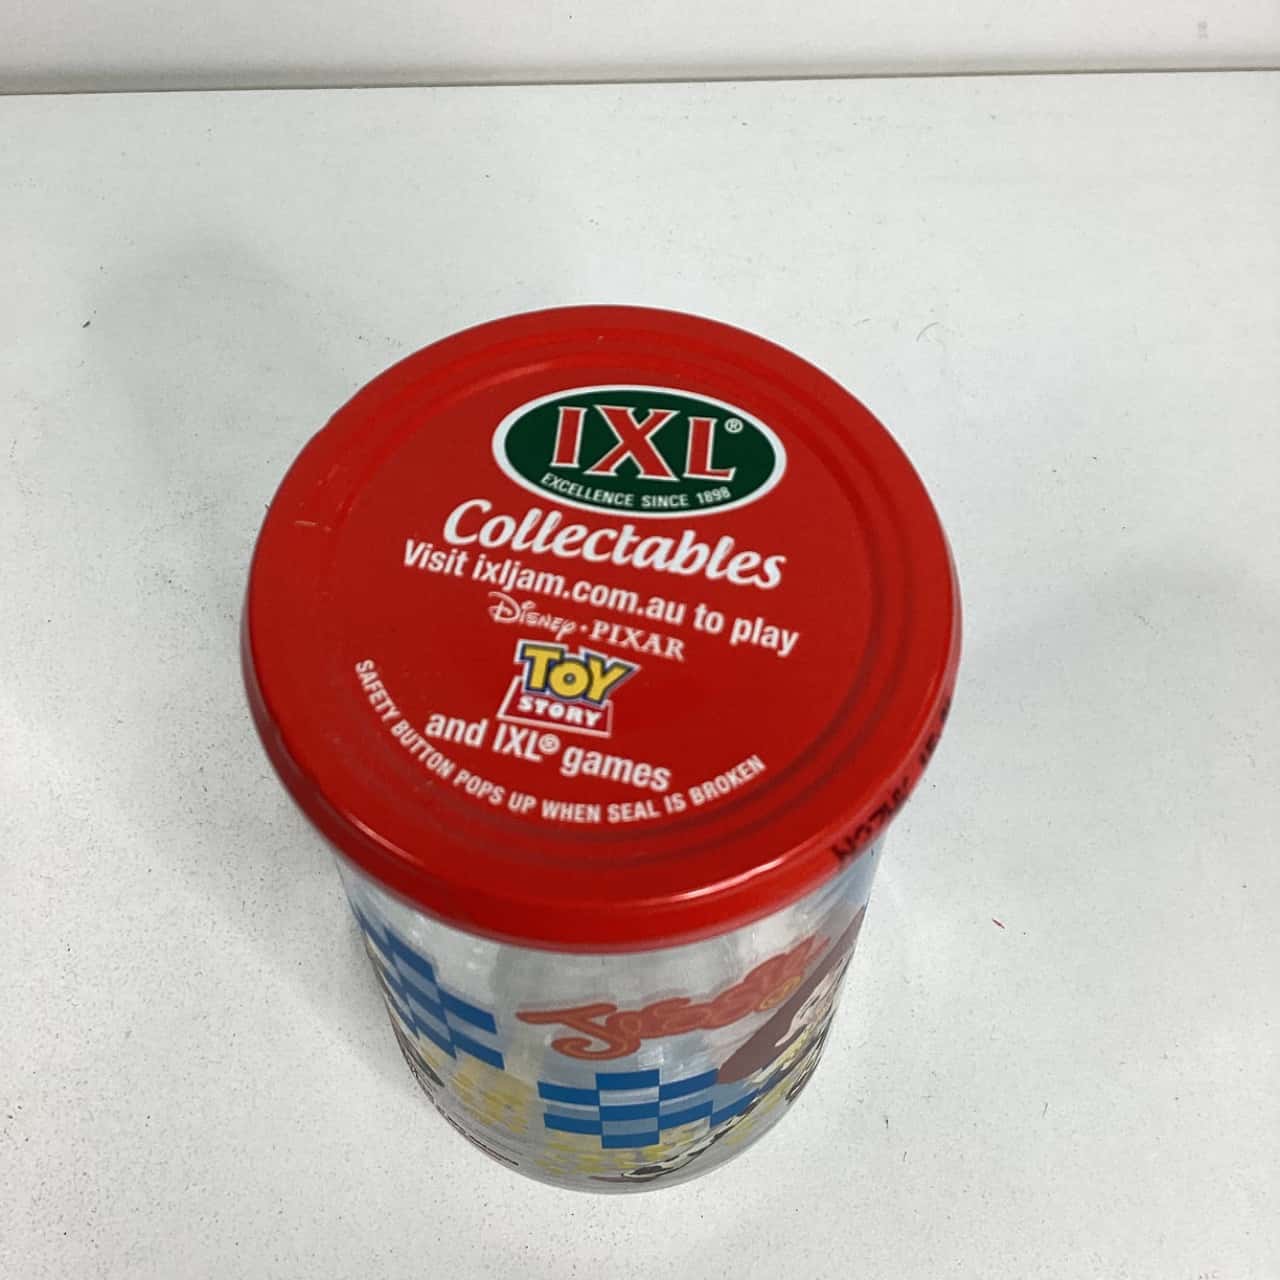 IXL®
EXCELLENCE SINCE 1898
Collectables
Visit ixljam.com.au to play
Disney · PIXAR
TOY
STORY
and IXL® games
SAFETY BUTTON POPS UP WHEN SEAL IS BROKEN
Jessie